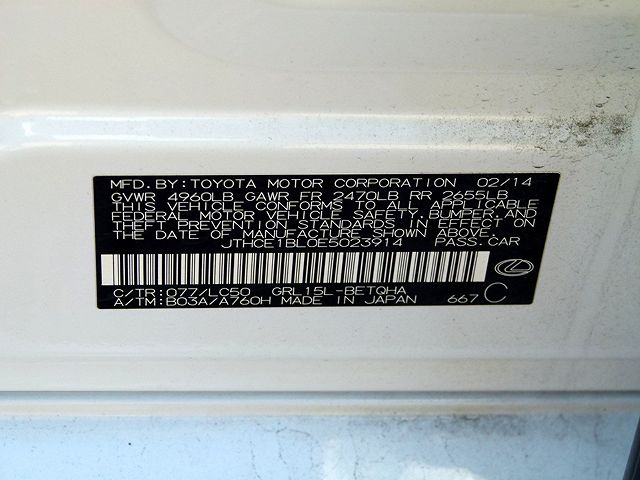 MFD. BY: TOYOTA MOTOR CORPORATION 02/14
GVWR 4960LB GAWR FR 2470LB RR 2655LB
THIS VEHICLE CONFORMS TO ALL APPLICABLE
FEDERAL MOTOR VEHICLE SAFETY, BUMPER, AND
THEFT PREVENTION STANDARDS IN EFFECT ON
THE DATE OF MANUFACTURE SHOWN ABOVE.
JTHCE1BL0E5023914 PASS. CAR
C/TR: 077/LC50 GRL15L-BETQHA
A/TM: B03A/A760H MADE IN JAPAN 667 C